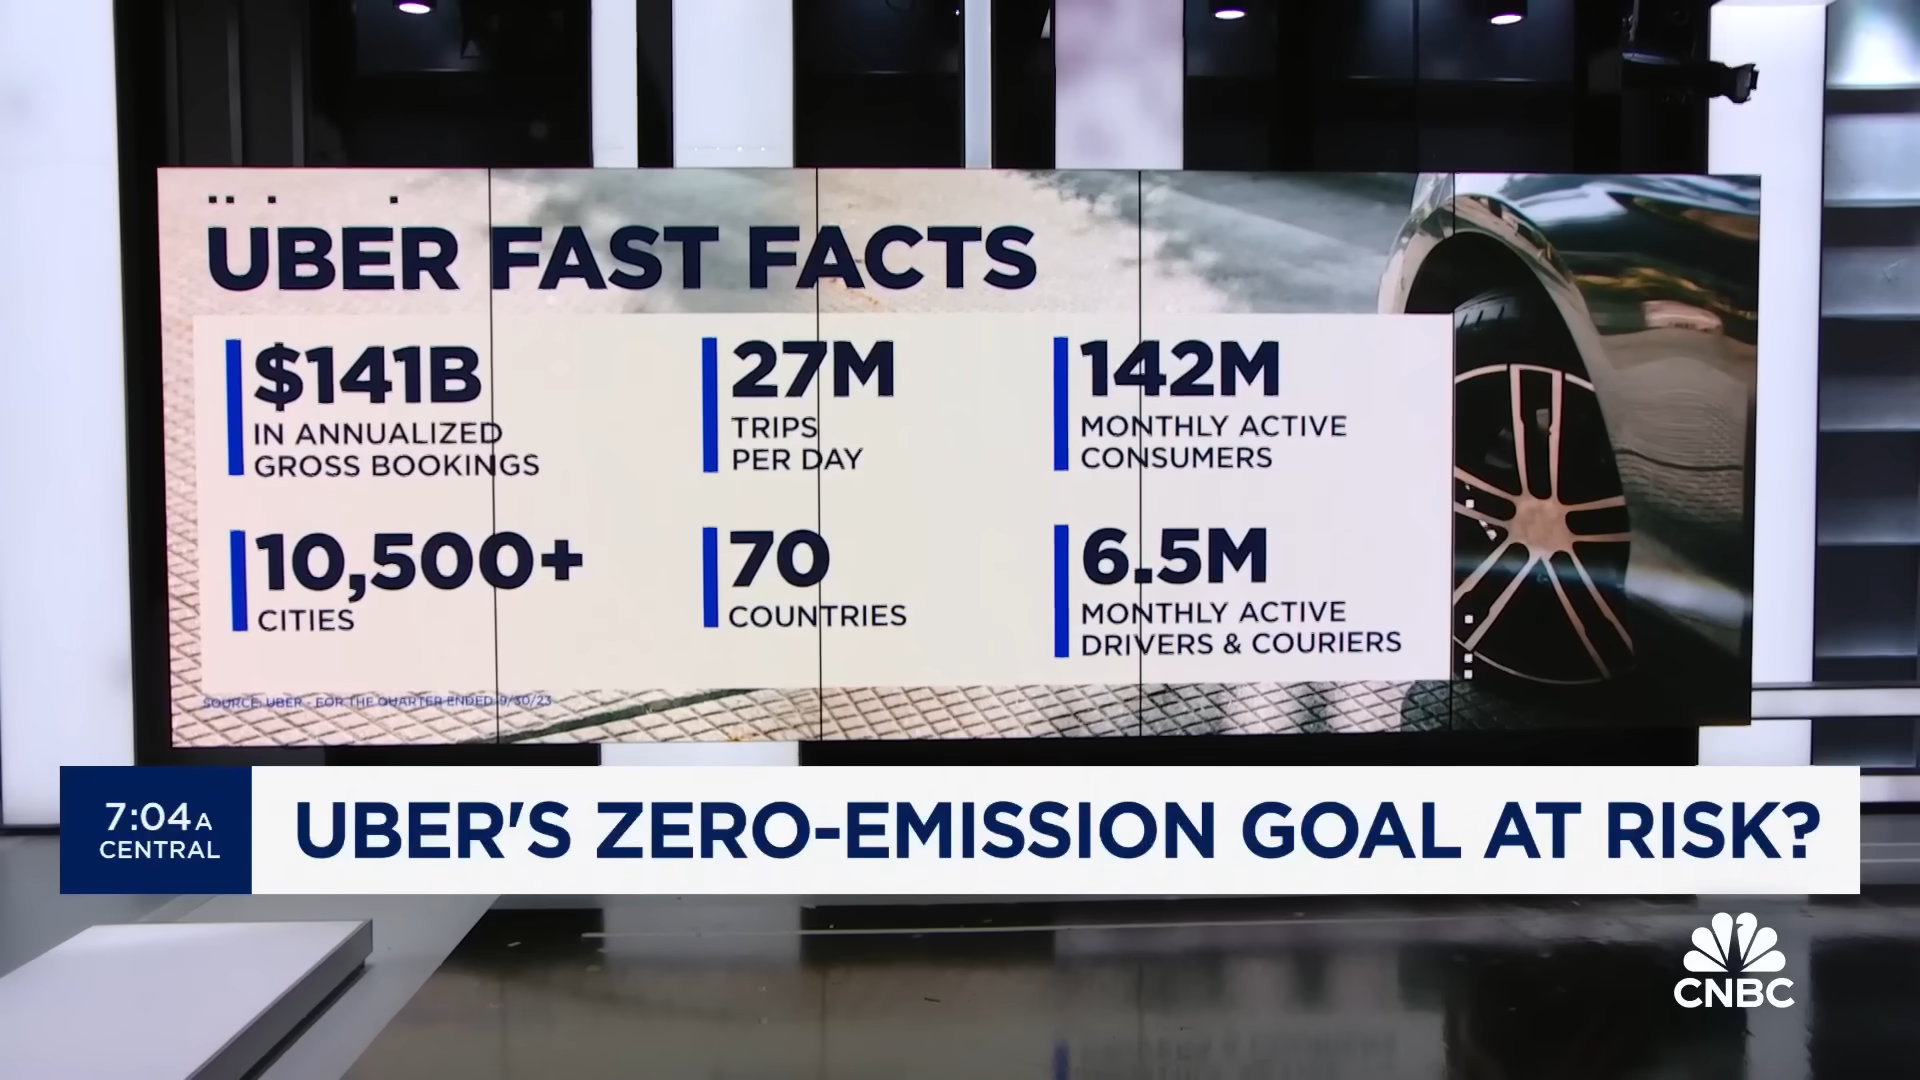 UBER FAST FACTS
$141B
IN ANNUALIZED
GROSS BOOKINGS
27M
TRIPS
PER DAY
142M
MONTHLY ACTIVE
CONSUMERS
10,500+
CITIES
70
COUNTRIES
6.5M
MONTHLY ACTIVE
DRIVERS & COURIERS
SOURCE: UBER - FOR THE QUARTER ENDED 9/30/23
7:04A
CENTRAL
UBER'S ZERO-EMISSION GOAL AT RISK?
CNBC